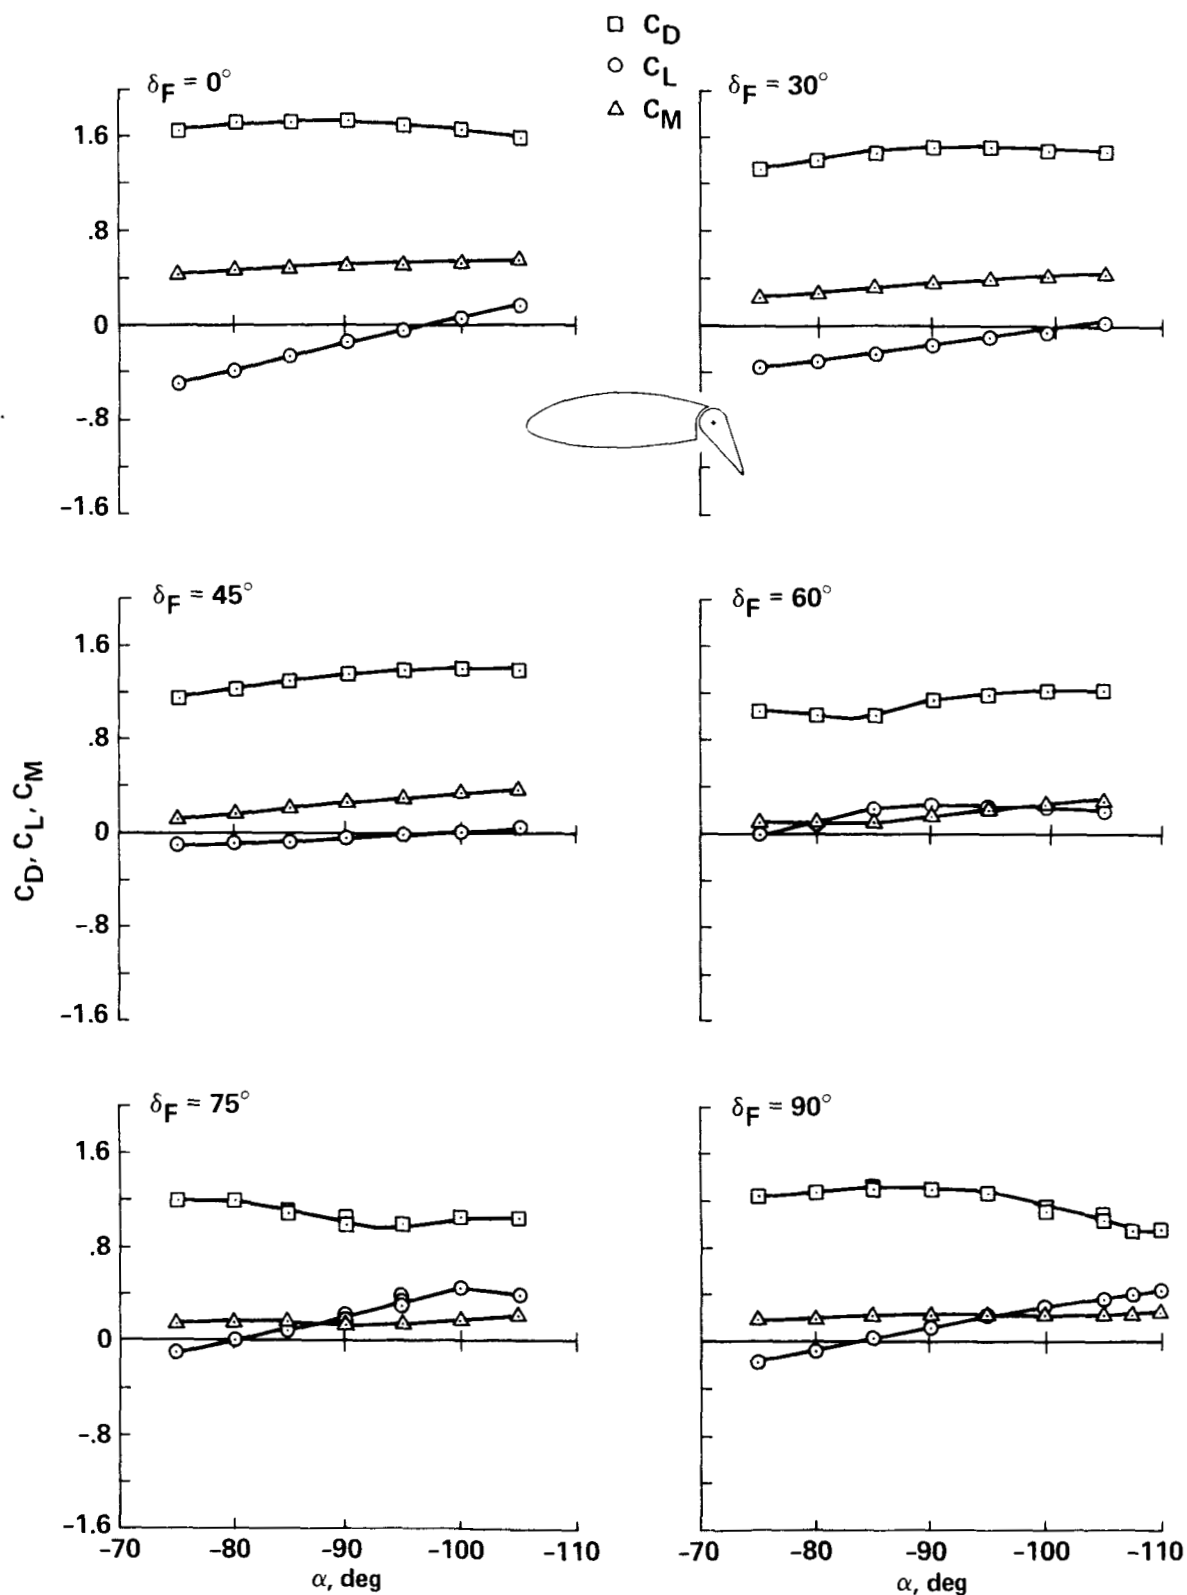 □ C_D
○ C_L
△ C_M
δ_F = 0°
δ_F = 30°
1.6
.8
0
-.8
-1.6
δ_F = 45°
δ_F = 60°
1.6
.8
0
-.8
-1.6
C_D, C_L, C_M
δ_F = 75°
δ_F = 90°
1.6
.8
0
-.8
-1.6
-70 -80 -90 -100 -110
α, deg
-70 -80 -90 -100 -110
α, deg